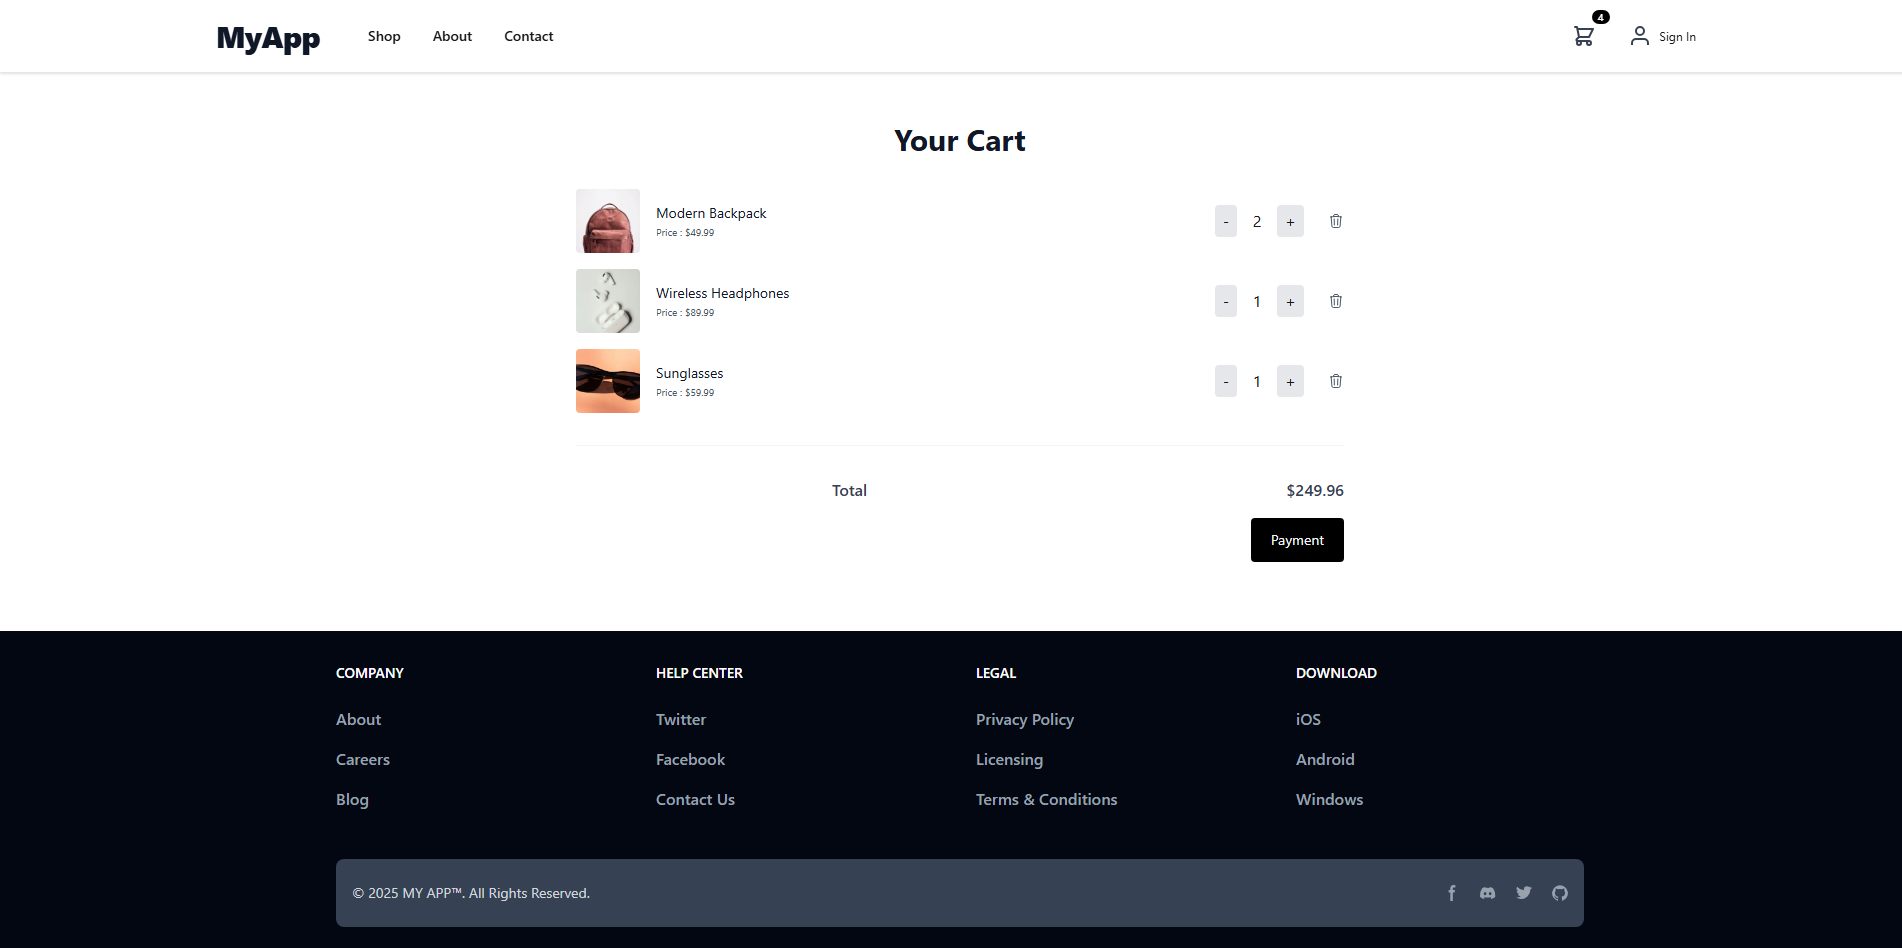 MyApp
Shop
About
Contact
4
Sign In
Your Cart
Modern Backpack
Price : $49.99
- 2 +
Wireless Headphones
Price : $89.99
- 1 +
Sunglasses
Price : $59.99
- 1 +
Total
$249.96
Payment
COMPANY
About
Careers
Blog
HELP CENTER
Twitter
Facebook
Contact Us
LEGAL
Privacy Policy
Licensing
Terms & Conditions
DOWNLOAD
iOS
Android
Windows
© 2025 MY APP™. All Rights Reserved.